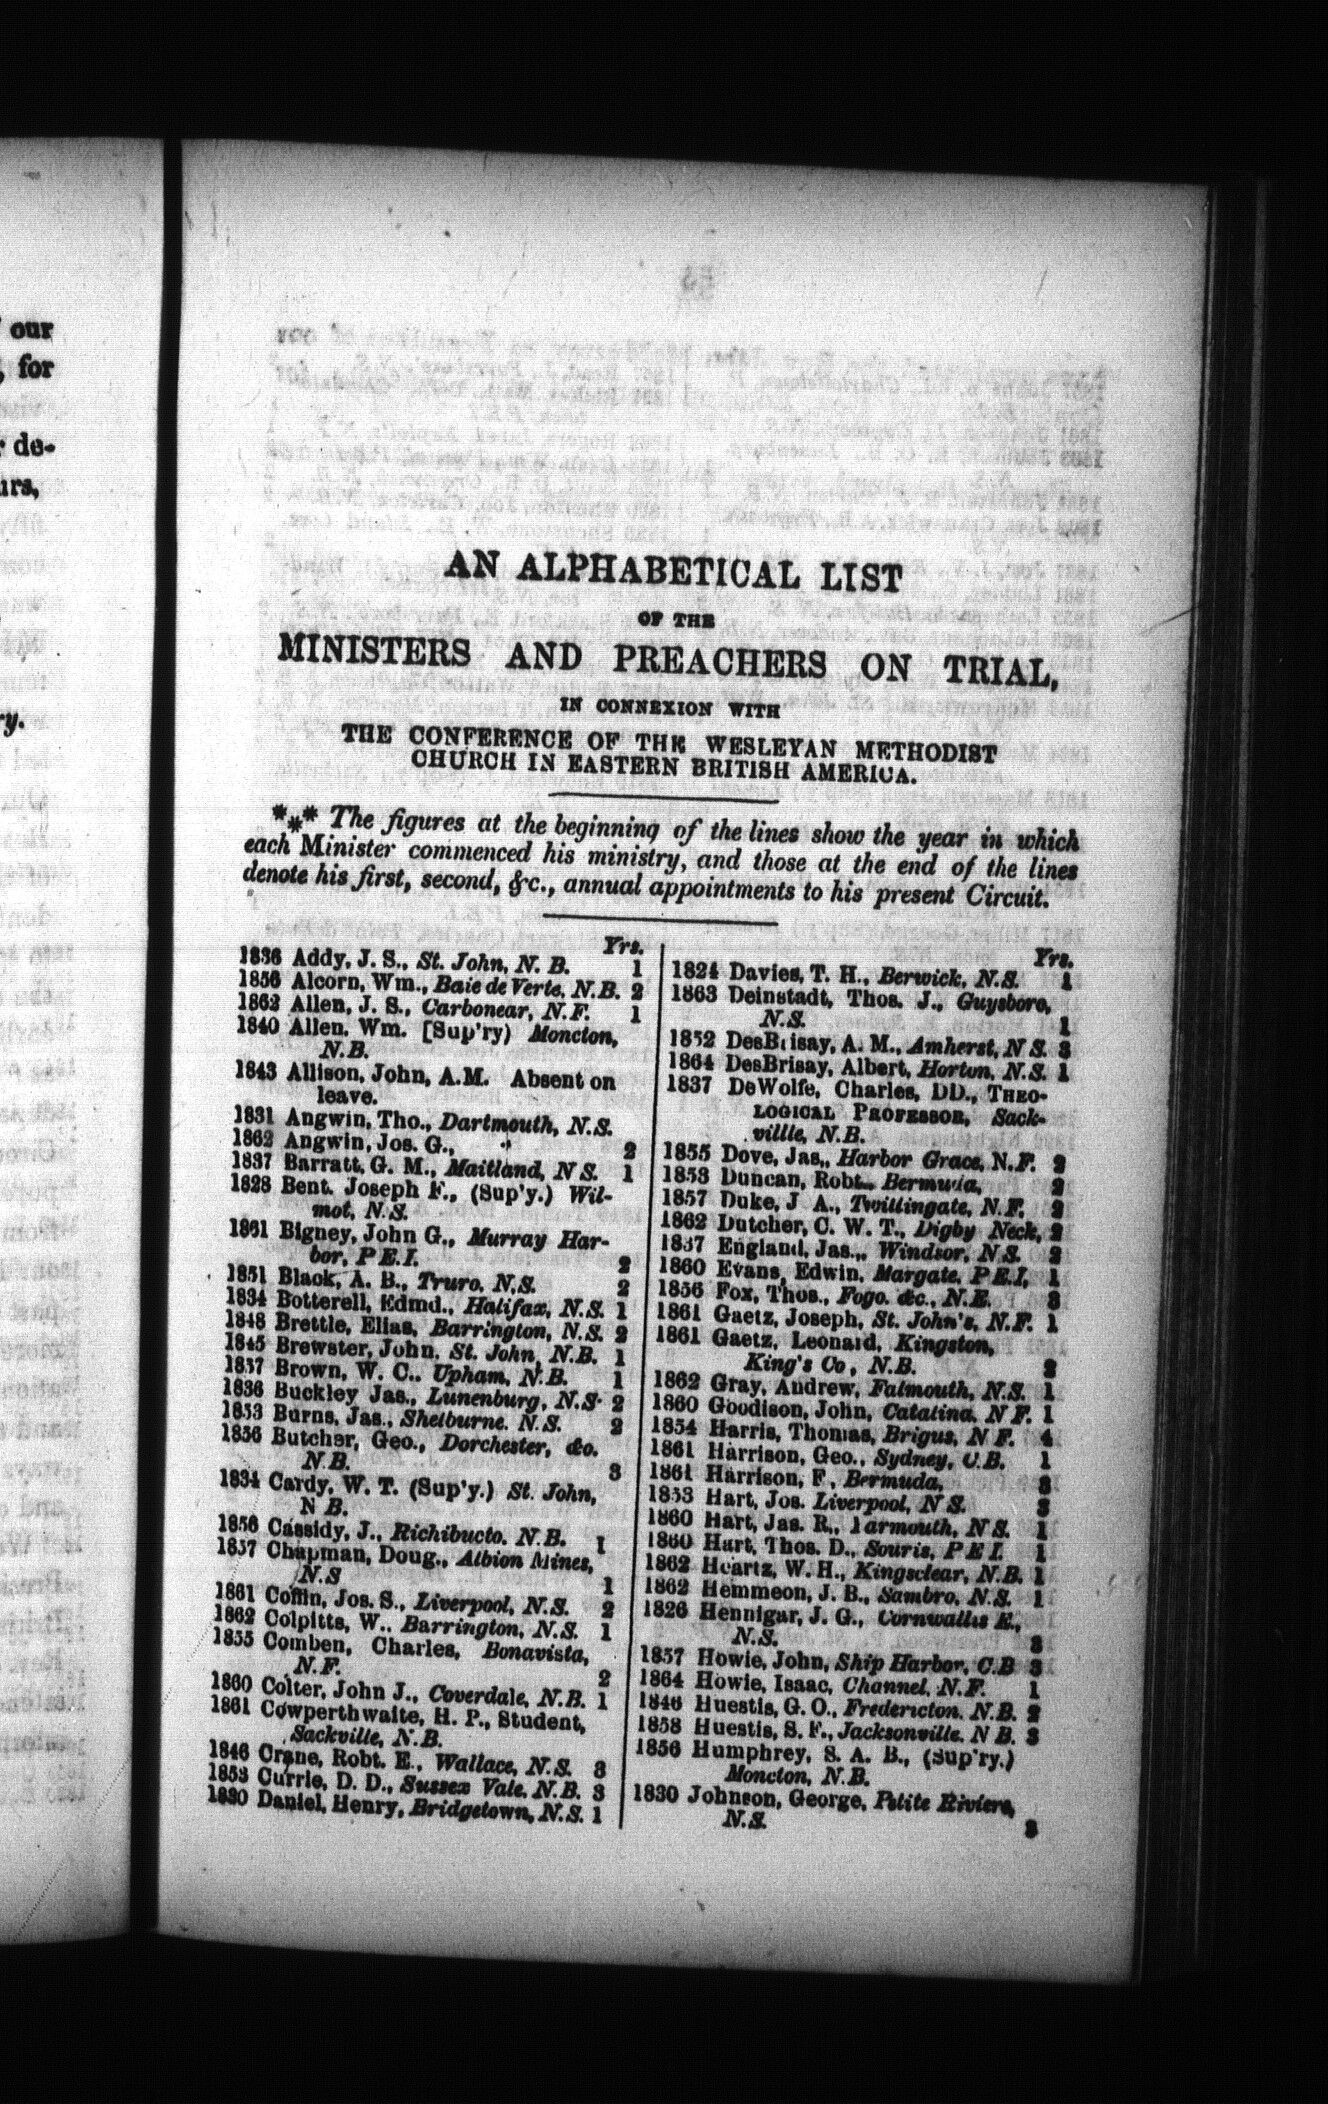 our
for
de-
irs,
ry.
AN ALPHABETICAL LIST
OF THE
MINISTERS AND PREACHERS ON TRIAL,
IN CONNEXION WITH
THE CONFERENCE OF THE WESLEYAN METHODIST
CHURCH IN EASTERN BRITISH AMERICA.
*** The figures at the beginning of the lines show the year in which
each Minister commenced his ministry, and those at the end of the lines
denote his first, second, &c., annual appointments to his present Circuit.
Yrs.
1836 Addy, J. S., St. John, N. B. 1
1856 Alcorn, Wm., Baie de Verte, N.B. 2
1862 Allen, J. S., Carbonear, N.F. 1
1840 Allen. Wm. [Sup'ry) Moncton,
N.B.
1843 Allison, John, A.M. Absent on
leave.
1831 Angwin, Tho., Dartmouth, N.S.
1862 Angwin, Jos. G., " 2
1837 Barratt, G. M., Maitland, N S. 1
1828 Bent. Joseph F., (Sup'y.) Wil-
mot, N.S.
1861 Bigney, John G., Murray Har-
bor, P E.I. 2
1851 Black, A. B., Truro, N.S. 2
1834 Botterell, Edmd., Halifax, N.S. 1
1848 Brettle, Elias, Barrington, N.S. 2
1845 Brewster, John. St. John, N.B. 1
1857 Brown, W. C., Upham, N.B. 1
1836 Buckley Jas., Lunenburg, N.S. 2
1853 Burns, Jas., Shelburne. N.S. 2
1856 Butcher, Geo., Dorchester, &c.
N.B. 3
1834 Cardy, W. T. (Sup'y.) St. John,
N B.
1856 Cassidy, J., Richibucto. N.B. 1
1857 Chapman, Doug., Albion Mines,
N.S 1
1861 Coffin, Jos. S., Liverpool, N.S. 2
1862 Colpitts, W.. Barrington, N.S. 1
1855 Comben, Charles, Bonavista,
N.F. 2
1860 Colter, John J., Coverdale, N.B. 1
1861 Cowperthwaite, H. P., Student,
Sackville, N.B.
1846 Crane, Robt. E., Wallace, N.S. 3
1853 Currie, D. D., Sussex Vale. N.B. 3
1830 Daniel, Henry, Bridgetown, N.S. 1
Yrs.
1824 Davies, T. H., Berwick, N.S. 1
1863 Deinstadt, Thos. J., Guysboro,
N.S. 1
1852 DesBrisay, A. M., Amherst, N S. 3
1864 DesBrisay, Albert, Horton, N.S. 1
1837 DeWolfe, Charles, DD., THEO-
LOGICAL PROFESSOR, Sack-
villle, N.B.
1855 Dove, Jas., Harbor Grace, N.F. 2
1853 Duncan, Robt.. Bermuda, 2
1857 Duke, J A., Twillingate, N.F. 2
1862 Dutcher, C. W. T., Digby Neck, 2
1837 England, Jas., Windsor, N S. 2
1860 Evans, Edwin, Margate. P E.I, 1
1856 Fox, Thos., Fogo. &c., N.F. 3
1861 Gaetz, Joseph, St. John's, N.F. 1
1861 Gaetz, Leonard, Kingston,
King's Co, N.B. 2
1862 Gray, Andrew, Falmouth, N.S. 1
1860 Goodison, John, Catalina. N F. 1
1854 Harris, Thomas, Brigus, N F. 4
1861 Harrison, Geo., Sydney, C.B. 1
1861 Harrison, F, Bermuda, 3
1853 Hart, Jos. Liverpool, N S. 3
1860 Hart, Jas. R., Yarmouth, N S. 1
1860 Hart, Thos. D., Souris, P E I. 1
1862 Heartz, W. H., Kingsclear, N.B. 1
1862 Hemmeon, J. B., Sambro. N.S. 1
1826 Hennigar, J. G., Cornwallis E.,
N.S. 3
1857 Howie, John, Ship Harbor, C.B 3
1864 Howie, Isaac, Channel, N.F. 1
1846 Huestis, G. O., Fredericton. N.B. 2
1858 Huestis, S. F., Jacksonville. N B. 3
1856 Humphrey, S. A. B., (Sup'ry.)
Moncton, N.B.
1830 Johnson, George, Petite Riviere,
N.S. 3